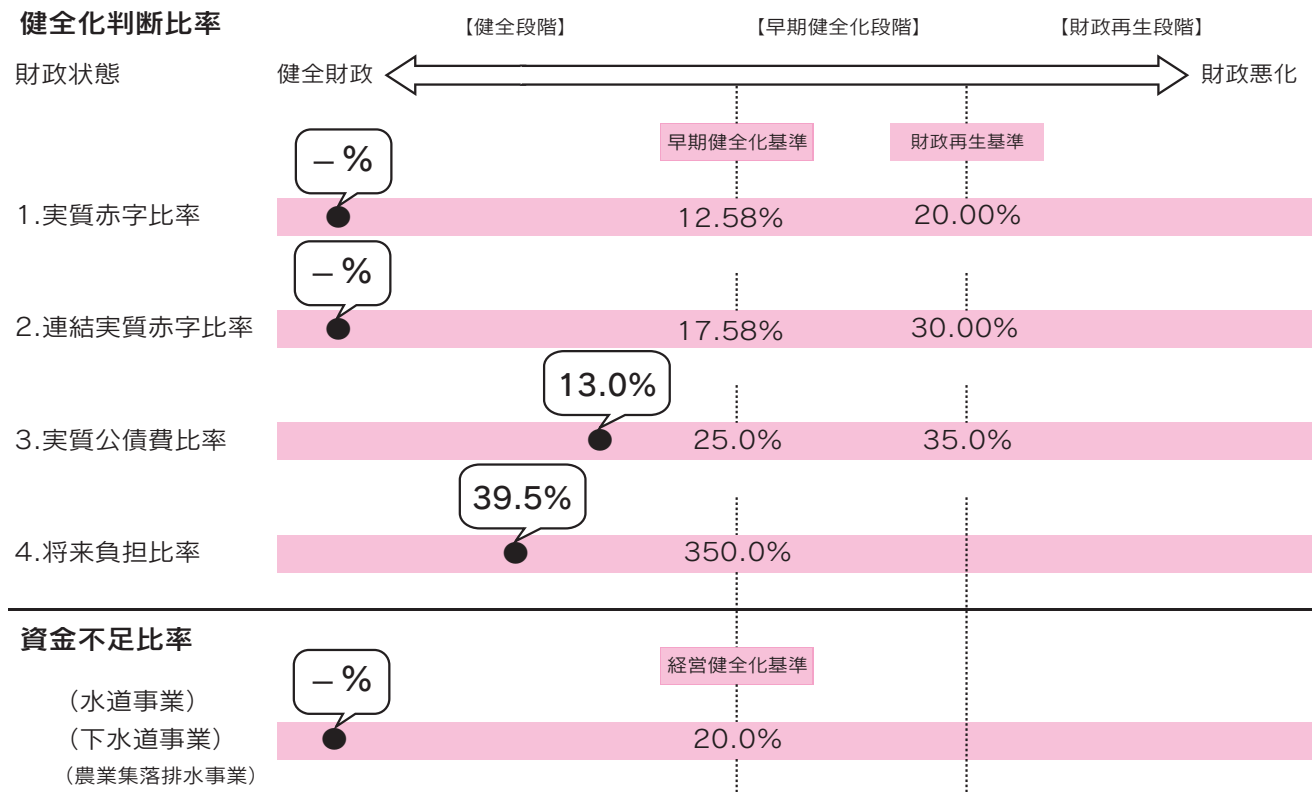 健全化判断比率
【健全段階】 【早期健全化段階】 【財政再生段階】
財政状態 健全財政 財政悪化
早期健全化基準 財政再生基準
– %
1.実質赤字比率 12.58% 20.00%
– %
2.連結実質赤字比率 17.58% 30.00%
13.0%
3.実質公債費比率 25.0% 35.0%
39.5%
4.将来負担比率 350.0%
資金不足比率
経営健全化基準
– %
（水道事業）
（下水道事業） 20.0%
（農業集落排水事業）